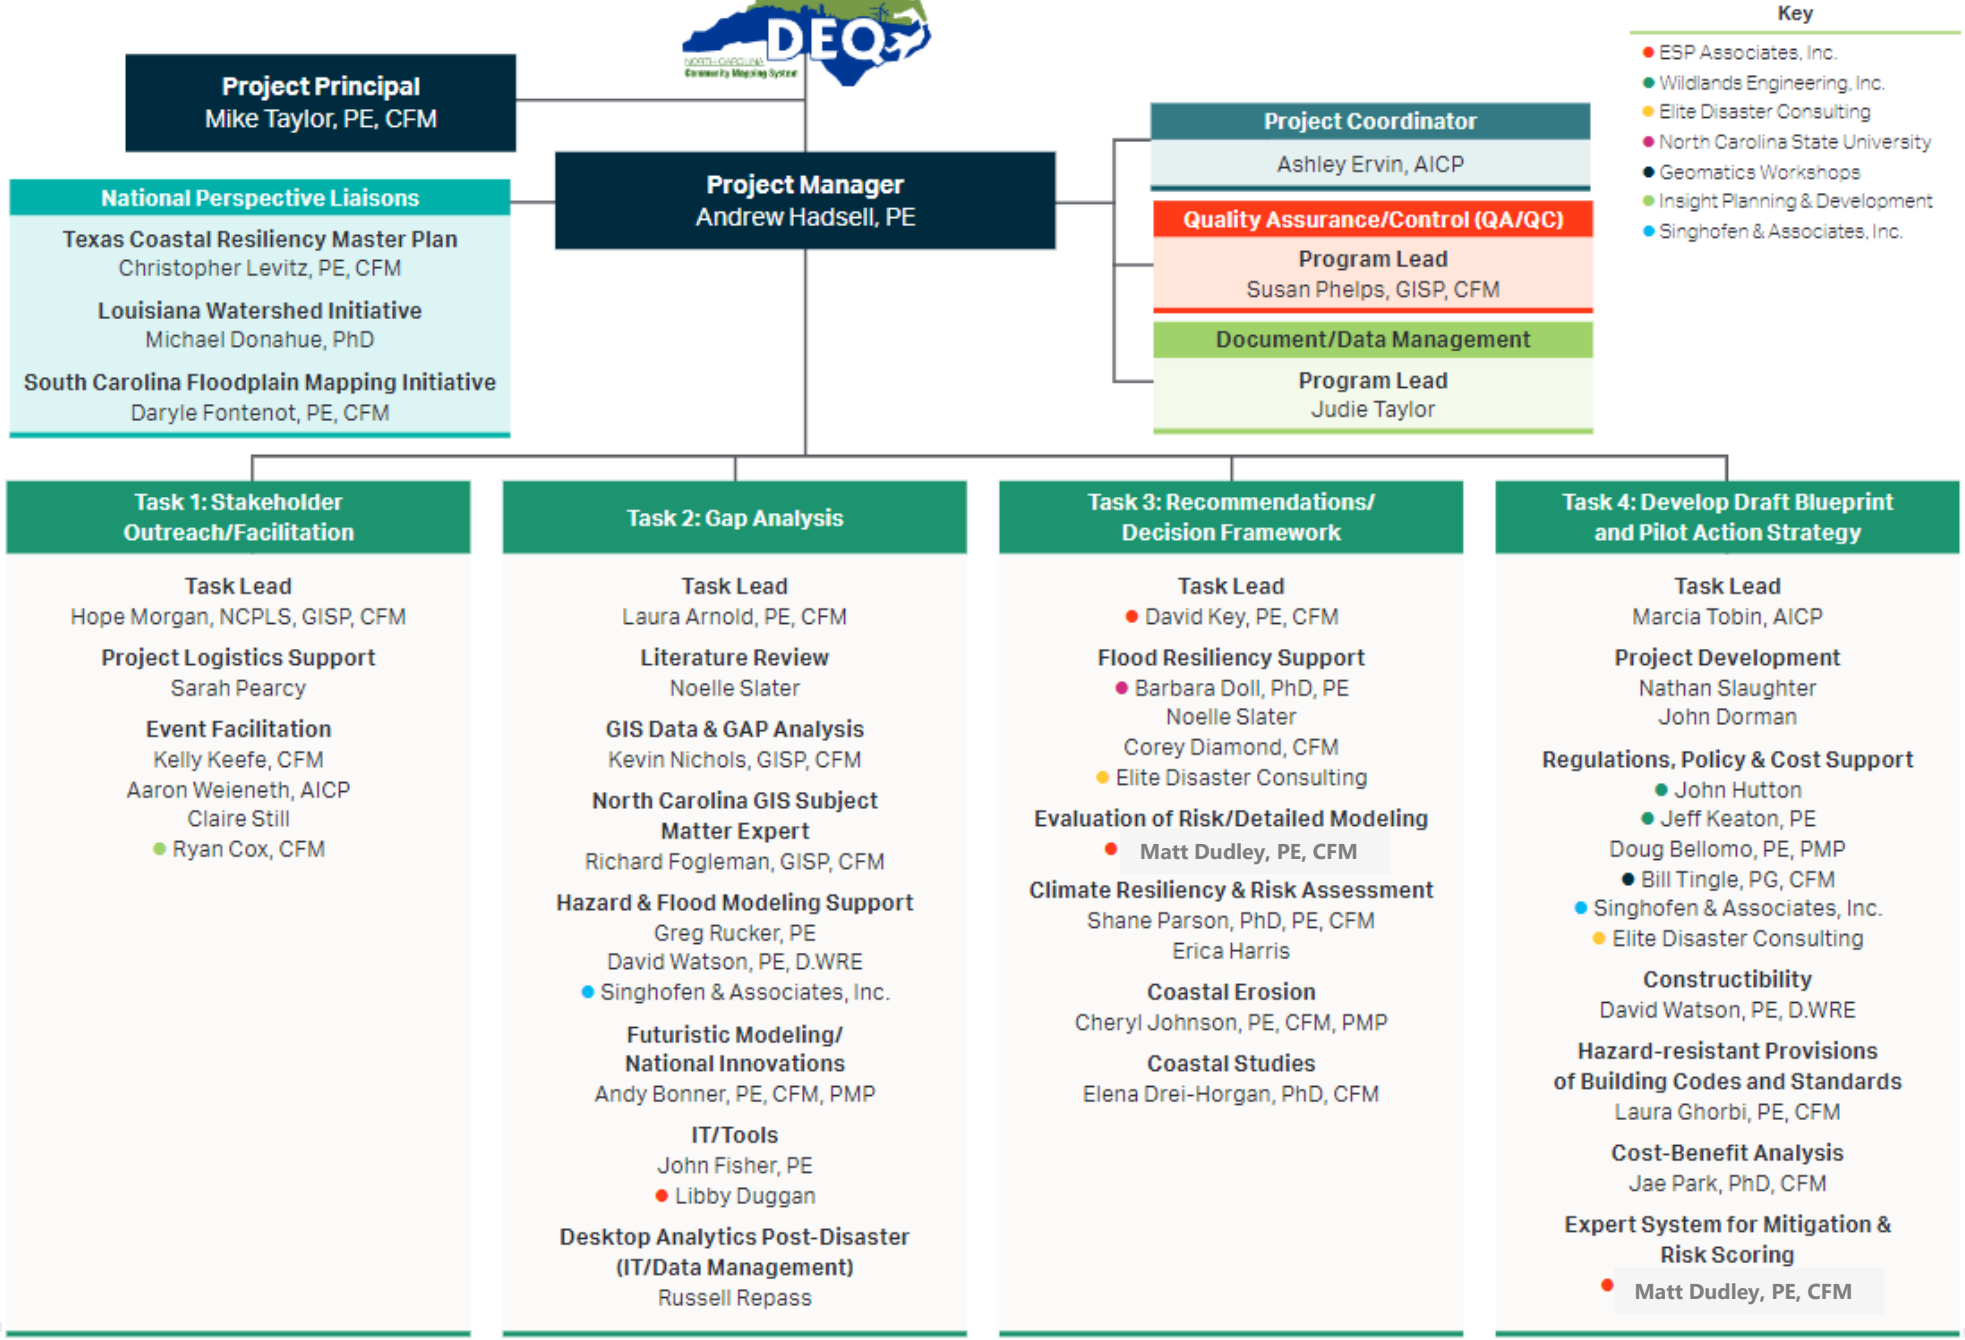 DEQ
NORTH CAROLINA
Community Mapping System
Key
ESP Associates, Inc.
Wildlands Engineering, Inc.
Elite Disaster Consulting
North Carolina State University
Geomatics Workshops
Insight Planning & Development
Singhofen & Associates, Inc.
Project Principal
Mike Taylor, PE, CFM
Project Manager
Andrew Hadsell, PE
National Perspective Liaisons
Texas Coastal Resiliency Master Plan
Christopher Levitz, PE, CFM
Louisiana Watershed Initiative
Michael Donahue, PhD
South Carolina Floodplain Mapping Initiative
Daryle Fontenot, PE, CFM
Project Coordinator
Ashley Ervin, AICP
Quality Assurance/Control (QA/QC)
Program Lead
Susan Phelps, GISP, CFM
Document/Data Management
Program Lead
Judie Taylor
Task 1: Stakeholder
Outreach/Facilitation
Task Lead
Hope Morgan, NCPLS, GISP, CFM
Project Logistics Support
Sarah Pearcy
Event Facilitation
Kelly Keefe, CFM
Aaron Weieneth, AICP
Claire Still
Ryan Cox, CFM
Task 2: Gap Analysis
Task Lead
Laura Arnold, PE, CFM
Literature Review
Noelle Slater
GIS Data & GAP Analysis
Kevin Nichols, GISP, CFM
North Carolina GIS Subject
Matter Expert
Richard Fogleman, GISP, CFM
Hazard & Flood Modeling Support
Greg Rucker, PE
David Watson, PE, D.WRE
Singhofen & Associates, Inc.
Futuristic Modeling/
National Innovations
Andy Bonner, PE, CFM, PMP
IT/Tools
John Fisher, PE
Libby Duggan
Desktop Analytics Post-Disaster
(IT/Data Management)
Russell Repass
Task 3: Recommendations/
Decision Framework
Task Lead
David Key, PE, CFM
Flood Resiliency Support
Barbara Doll, PhD, PE
Noelle Slater
Corey Diamond, CFM
Elite Disaster Consulting
Evaluation of Risk/Detailed Modeling
Matt Dudley, PE, CFM
Climate Resiliency & Risk Assessment
Shane Parson, PhD, PE, CFM
Erica Harris
Coastal Erosion
Cheryl Johnson, PE, CFM, PMP
Coastal Studies
Elena Drei-Horgan, PhD, CFM
Task 4: Develop Draft Blueprint
and Pilot Action Strategy
Task Lead
Marcia Tobin, AICP
Project Development
Nathan Slaughter
John Dorman
Regulations, Policy & Cost Support
John Hutton
Jeff Keaton, PE
Doug Bellomo, PE, PMP
Bill Tingle, PG, CFM
Singhofen & Associates, Inc.
Elite Disaster Consulting
Constructibility
David Watson, PE, D.WRE
Hazard-resistant Provisions
of Building Codes and Standards
Laura Ghorbi, PE, CFM
Cost-Benefit Analysis
Jae Park, PhD, CFM
Expert System for Mitigation &
Risk Scoring
Matt Dudley, PE, CFM